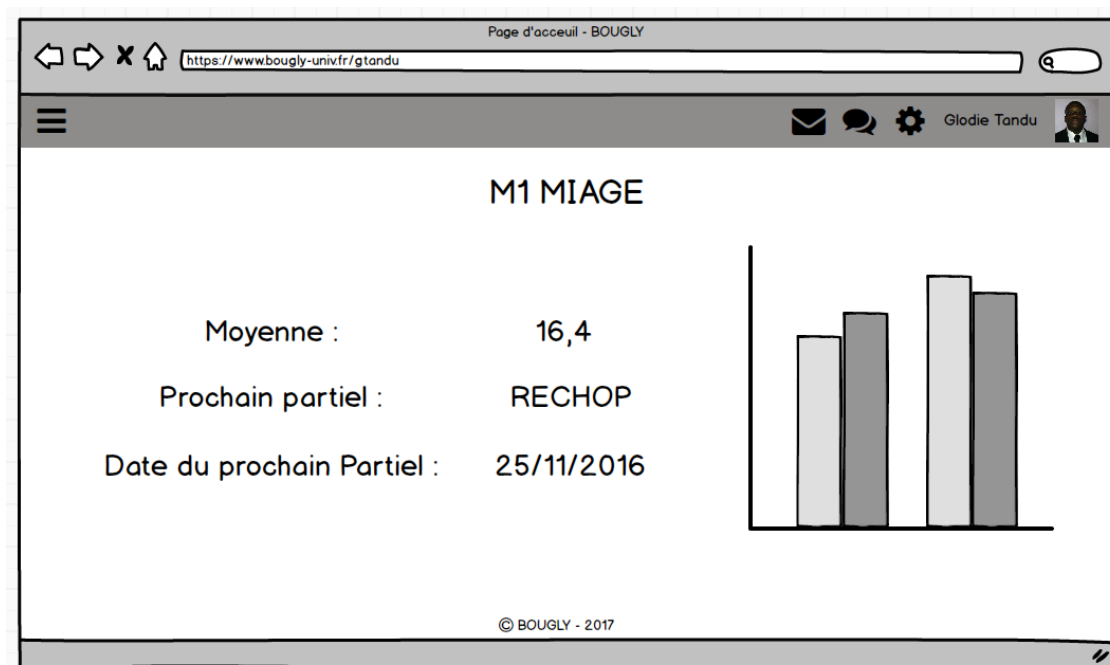 Page d'acceuil - BOUGLY
https://www.bougly-univ.fr/gtandu
Glodie Tandu
M1 MIAGE
Moyenne : 16,4
Prochain partiel : RECHOP
Date du prochain Partiel : 25/11/2016
© BOUGLY - 2017